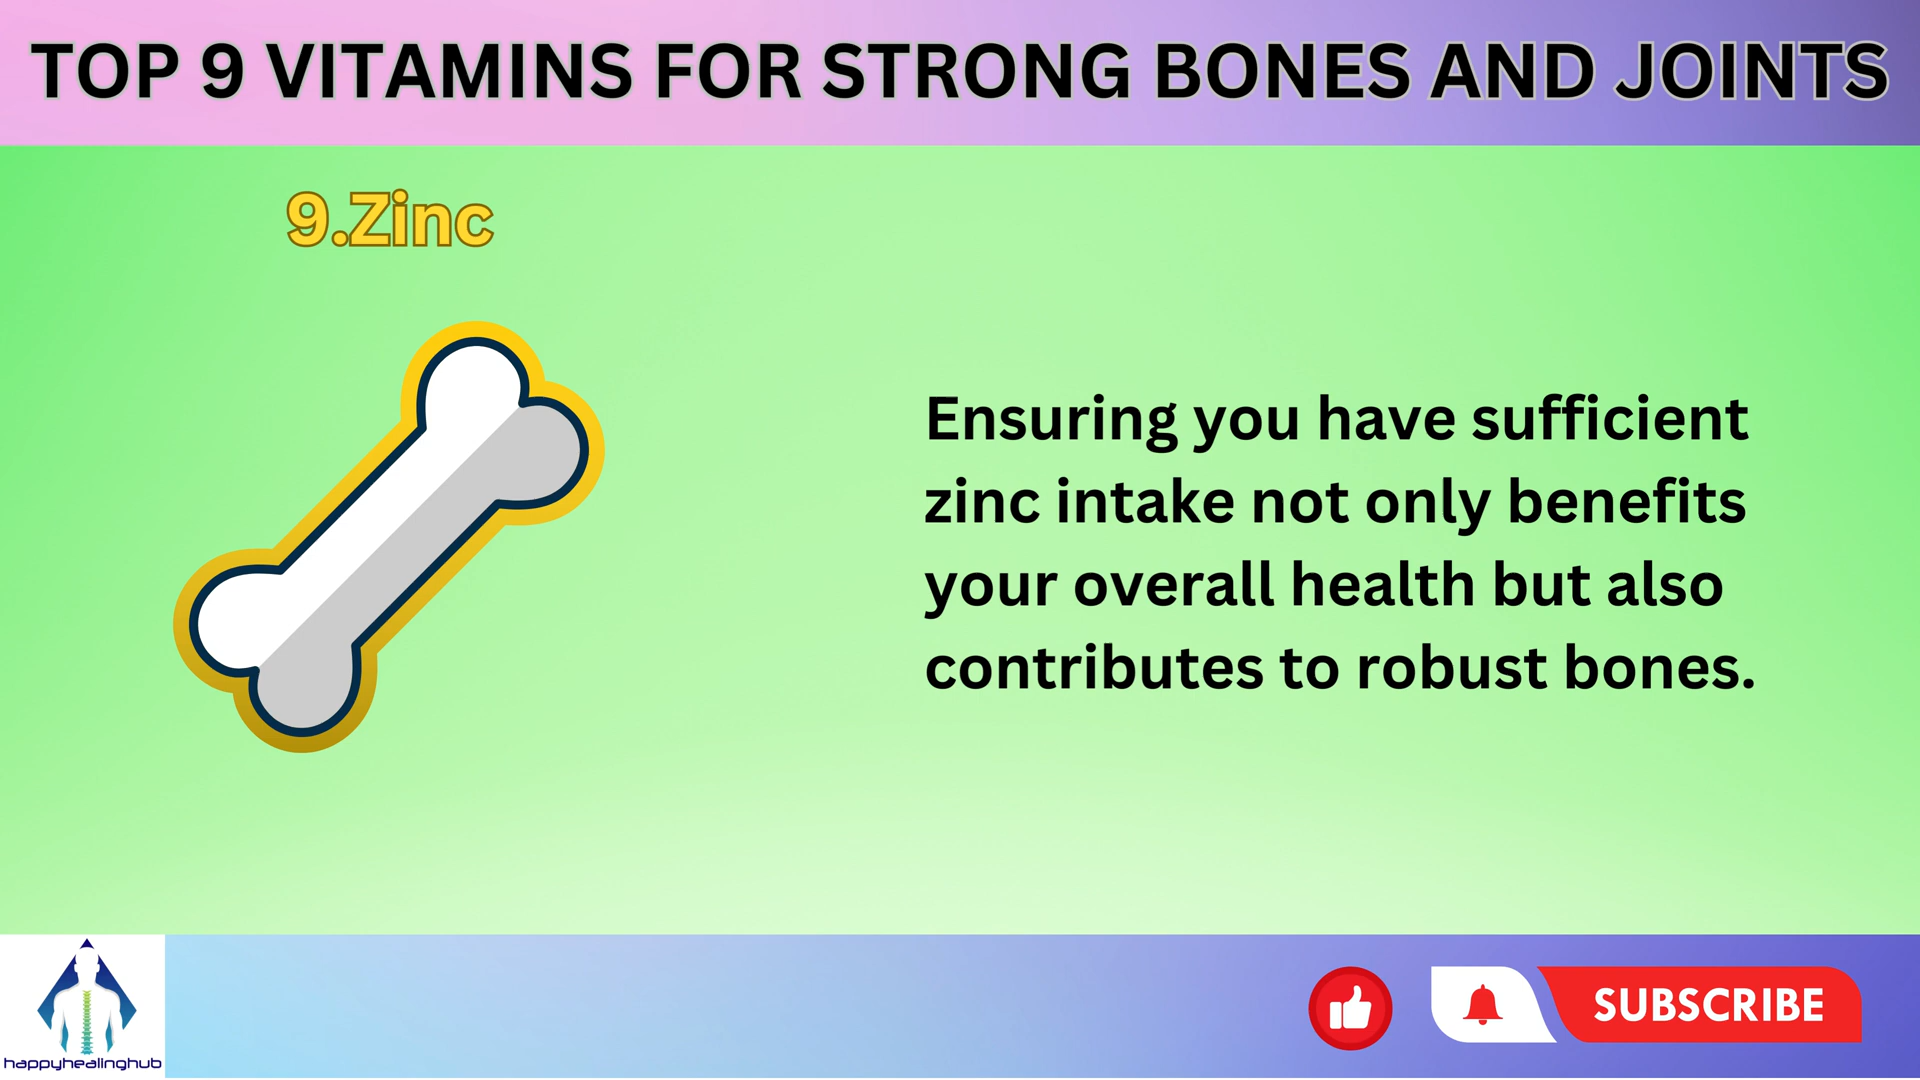 TOP 9 VITAMINS FOR STRONG BONES AND JOINTS
9.Zinc
Ensuring you have sufficient
zinc intake not only benefits
your overall health but also
contributes to robust bones.
happyhealinghub
SUBSCRIBE